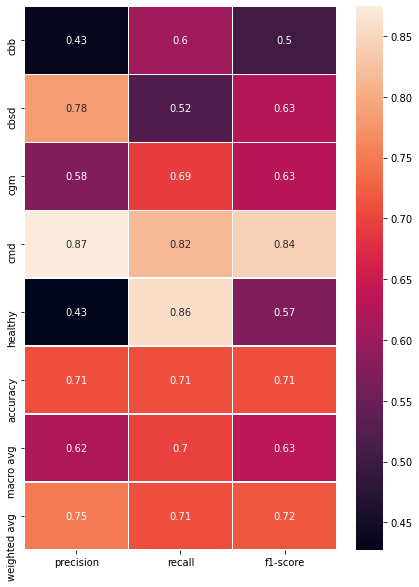 cbb 0.43 0.6 0.5
cbsd 0.78 0.52 0.63
cgm 0.58 0.69 0.63
cmd 0.87 0.82 0.84
healthy 0.43 0.86 0.57
accuracy 0.71 0.71 0.71
macro avg 0.62 0.7 0.63
weighted avg 0.75 0.71 0.72
precision recall f1-score
0.85
0.80
0.75
0.70
0.65
0.60
0.55
0.50
0.45